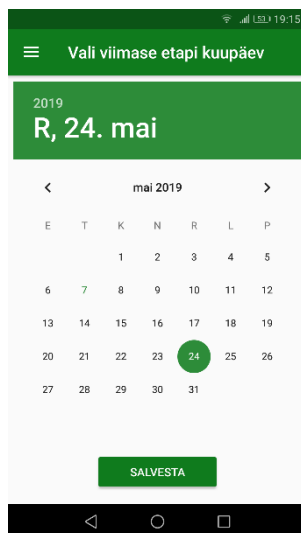 53 19:15
Vali viimase etapi kuupäev
2019
R, 24. mai
mai 2019
E T K N R L P
1 2 3 4 5
6 7 8 9 10 11 12
13 14 15 16 17 18 19
20 21 22 23 24 25 26
27 28 29 30 31
SALVESTA